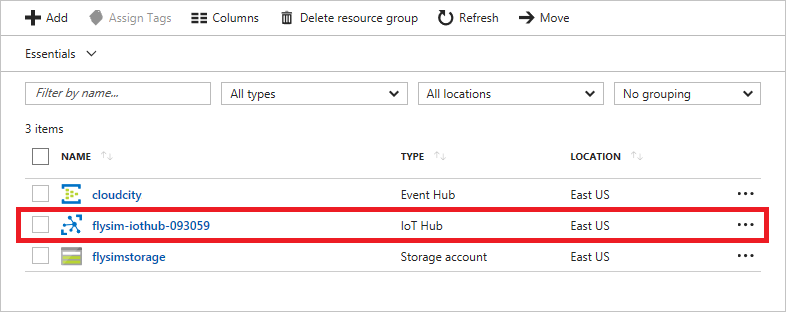 Add Assign Tags Columns Delete resource group Refresh Move
Essentials
Filter by name... All types All locations No grouping
3 items
NAME TYPE LOCATION
cloudcity Event Hub East US
flysim-iothub-093059 IoT Hub East US
flysimstorage Storage account East US